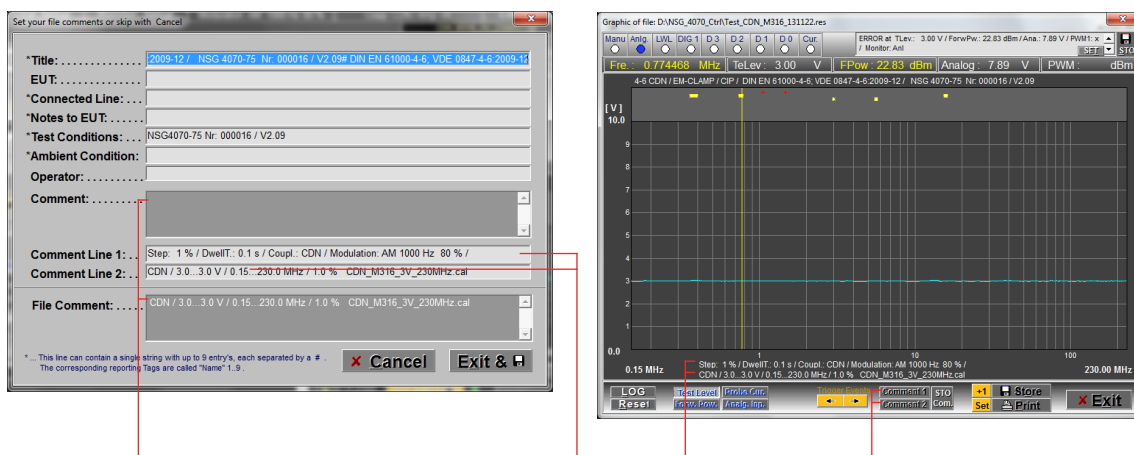 Set your file comments or skip with Cancel
*Title: . . . . . . . . . . . . . . 2009-12 / NSG 4070-75 Nr: 000016 / V2.09# DIN EN 61000-4-6; VDE 0847-4-6 2009-12
EUT: . . . . . . . . . . . . . . .
*Connected Line: . . .
*Notes to EUT: . . . . . .
*Test Conditions: . . . NSG4070-75 Nr: 000016 / V2.09
*Ambient Condition:
Operator: . . . . . . . . . .
Comment: . . . . . . . . .
Comment Line 1: . . Step: 1 % / DwellT.: 0.1 s / Coupl.: CDN / Modulation: AM 1000 Hz 80 % /
Comment Line 2: . . CDN / 3.0...3.0 V / 0.15...230.0 MHz / 1.0 % CDN_M316_3V_230MHz.cal
File Comment: . . . . . CDN / 3.0...3.0 V / 0.15...230.0 MHz / 1.0 % CDN_M316_3V_230MHz.cal
* ... This line can contain a single string with up to 9 entry's, each separated by a # .
The corresponding reporting Tags are called "Name" 1..9 .
Cancel Exit &
Graphic of file: D:\NSG_4070_Ctrl\Test_CDN_M316_131122.res
Manu Anlg. LWL DIG 1 D 3 D 2 D 1 D 0 Cur.
ERROR at TLev.: 3.00 V / ForwPw.: 22.83 dBm / Ana.: 7.89 V / PWM1: x
/ Monitor: Anl
SET STO
Fre. : 0.774468 MHz TeLev : 3.00 V FPow : 22.83 dBm Analog : 7.89 V PWM : dBm
4-6 CDN / EM-CLAMP / CIP / DIN EN 61000-4-6; VDE 0847-4-6:2009-12 / NSG 4070-75 Nr: 000016 / V2.09
[ V ]
10.0
9
8
7
6
5
4
3
2
1
0.0
1 10 100
0.15 MHz 230.00 MHz
Step: 1 % / DwellT.: 0.1 s / Coupl.: CDN / Modulation: AM 1000 Hz 80 % /
CDN / 3.0...3.0 V / 0.15...230.0 MHz / 1.0 % CDN_M316_3V_230MHz.cal
LOG Test Level Probe Cur. Trigger Events Comment 1 STO +1 Store
Reset Forw. Pow. Analg. Inp. Comment 2 Com. Set Print Exit